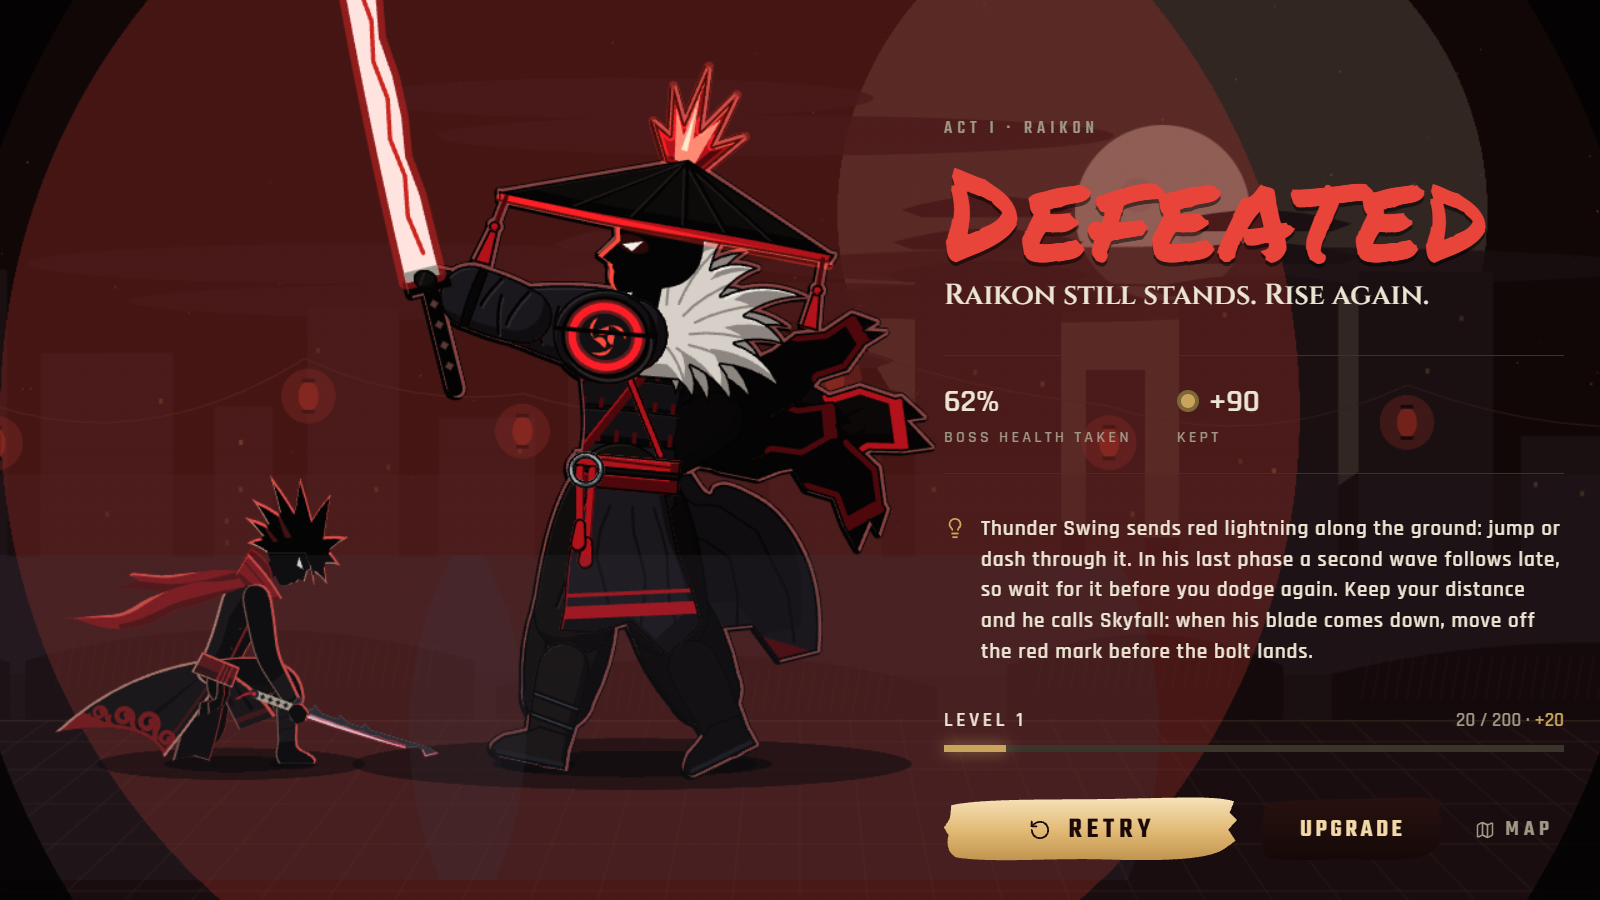 ACT I · RAIKON
DEFEATED
RAIKON STILL STANDS. RISE AGAIN.
62%
BOSS HEALTH TAKEN
+90
KEPT
Thunder Swing sends red lightning along the ground: jump or
dash through it. In his last phase a second wave follows late,
so wait for it before you dodge again. Keep your distance
and he calls Skyfall: when his blade comes down, move off
the red mark before the bolt lands.
LEVEL 1
20 / 200 · +20
RETRY
UPGRADE
MAP